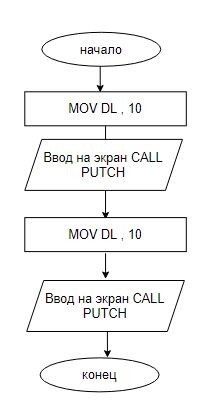 начало
MOV DL , 10
Ввод на экран CALL
PUTCH
MOV DL , 10
Ввод на экран CALL
PUTCH
конец